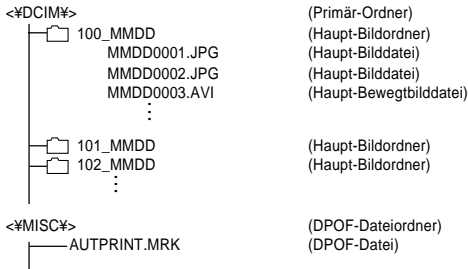 <¥DCIM¥> (Primär-Ordner)
100_MMDD (Haupt-Bildordner)
MMDD0001.JPG (Haupt-Bilddatei)
MMDD0002.JPG (Haupt-Bilddatei)
MMDD0003.AVI (Haupt-Bewegtbilddatei)
101_MMDD (Haupt-Bildordner)
102_MMDD (Haupt-Bildordner)
<¥MISC¥> (DPOF-Dateiordner)
AUTPRINT.MRK (DPOF-Datei)